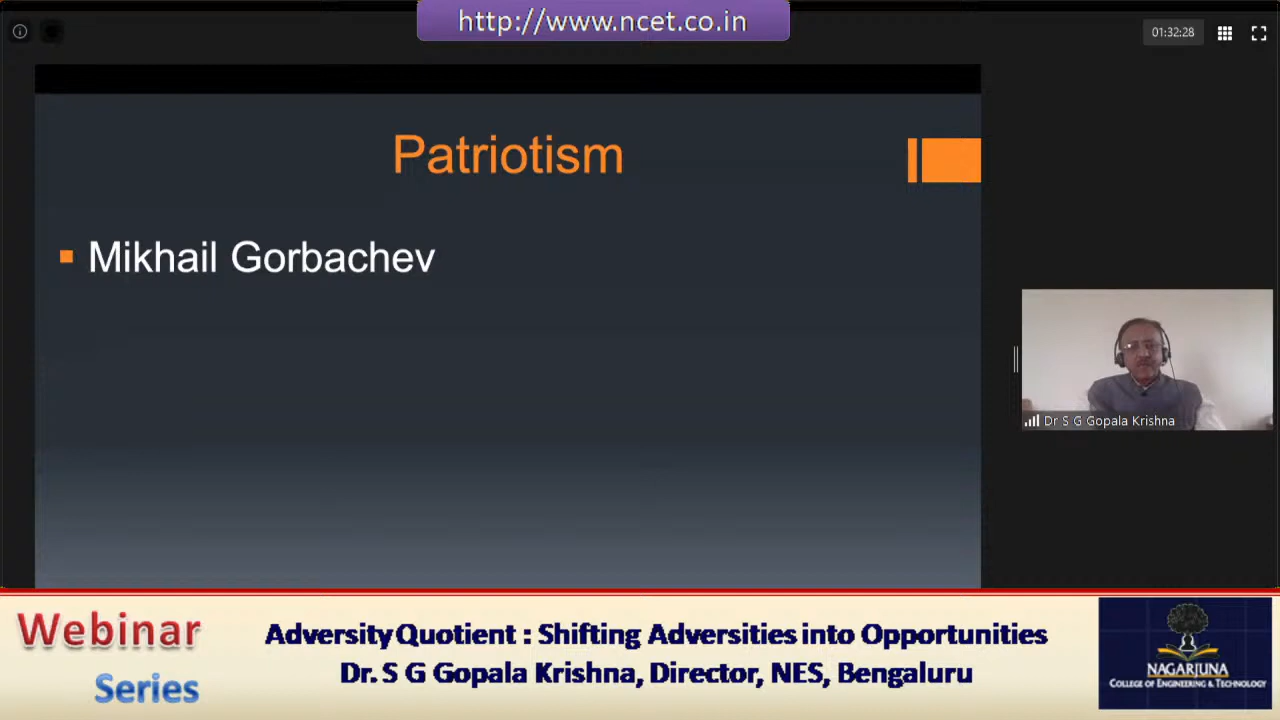 http://www.ncet.co.in
01:32:28
Patriotism
Mikhail Gorbachev
Dr S G Gopala Krishna
Webinar
Series
Adversity Quotient : Shifting Adversities into Opportunities
Dr. S G Gopala Krishna, Director, NES, Bengaluru
NAGARJUNA
COLLEGE OF ENGINEERING & TECHNOLOGY